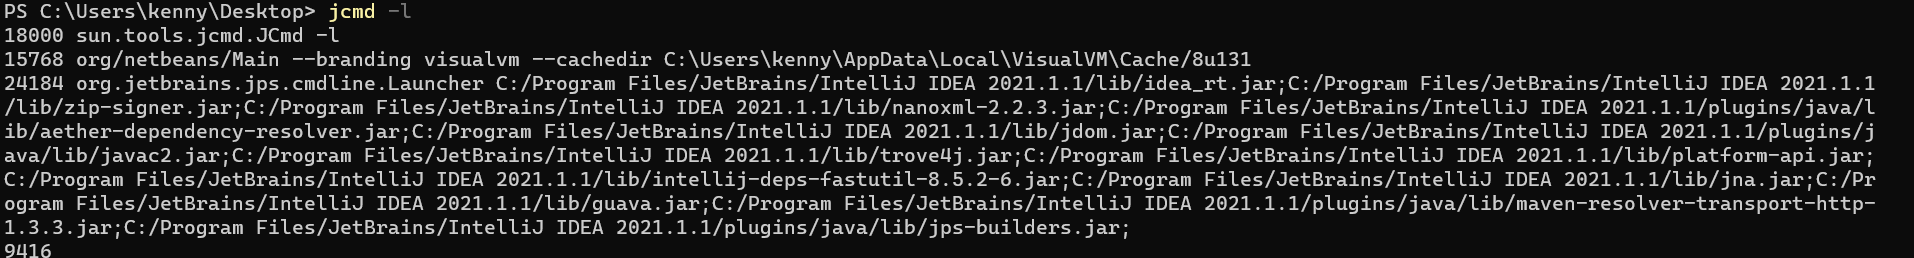 PS C:\Users\kenny\Desktop> jcmd -l
18000 sun.tools.jcmd.JCmd -l
15768 org/netbeans/Main --branding visualvm --cachedir C:\Users\kenny\AppData\Local\VisualVM\Cache/8u131
24184 org.jetbrains.jps.cmdline.Launcher C:/Program Files/JetBrains/IntelliJ IDEA 2021.1.1/lib/idea_rt.jar;C:/Program Files/JetBrains/IntelliJ IDEA 2021.1.1
/lib/zip-signer.jar;C:/Program Files/JetBrains/IntelliJ IDEA 2021.1.1/lib/nanoxml-2.2.3.jar;C:/Program Files/JetBrains/IntelliJ IDEA 2021.1.1/plugins/java/l
ib/aether-dependency-resolver.jar;C:/Program Files/JetBrains/IntelliJ IDEA 2021.1.1/lib/jdom.jar;C:/Program Files/JetBrains/IntelliJ IDEA 2021.1.1/plugins/j
ava/lib/javac2.jar;C:/Program Files/JetBrains/IntelliJ IDEA 2021.1.1/lib/trove4j.jar;C:/Program Files/JetBrains/IntelliJ IDEA 2021.1.1/lib/platform-api.jar;
C:/Program Files/JetBrains/IntelliJ IDEA 2021.1.1/lib/intellij-deps-fastutil-8.5.2-6.jar;C:/Program Files/JetBrains/IntelliJ IDEA 2021.1.1/lib/jna.jar;C:/Pr
ogram Files/JetBrains/IntelliJ IDEA 2021.1.1/lib/guava.jar;C:/Program Files/JetBrains/IntelliJ IDEA 2021.1.1/plugins/java/lib/maven-resolver-transport-http-
1.3.3.jar;C:/Program Files/JetBrains/IntelliJ IDEA 2021.1.1/plugins/java/lib/jps-builders.jar;
9416